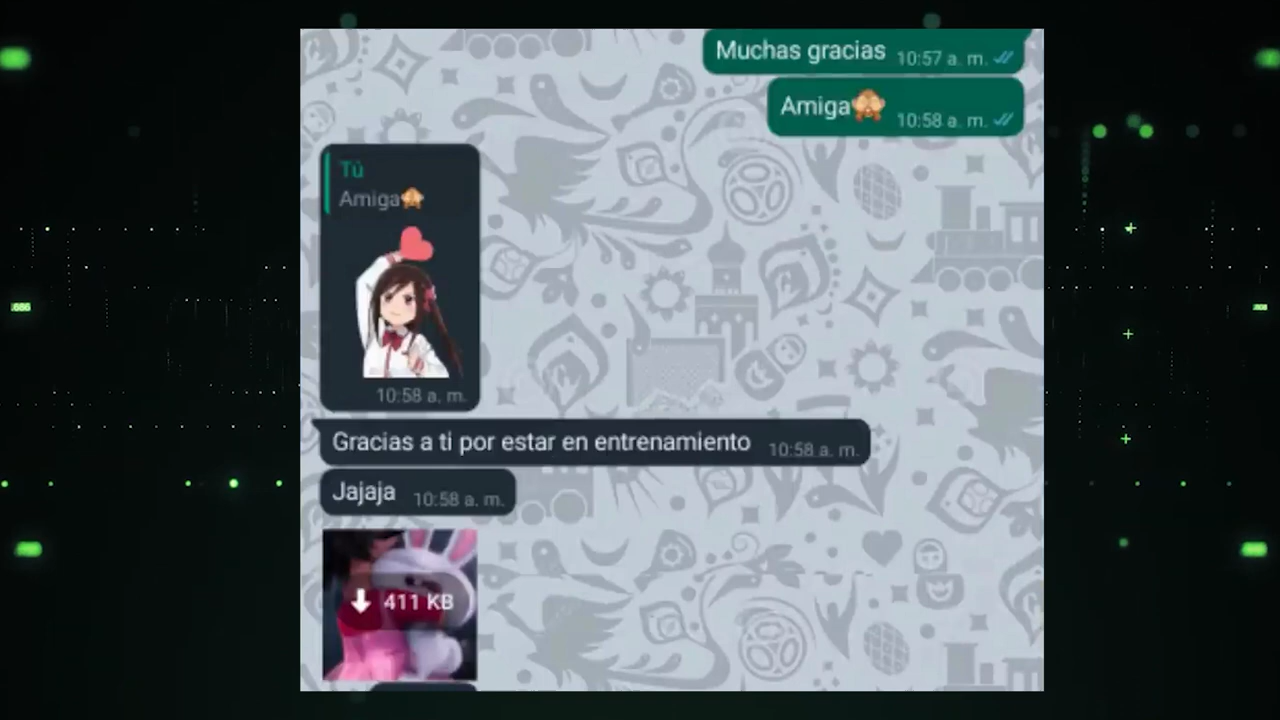 Muchas gracias 10:57 a. m.
Amiga🙈 10:58 a. m.
Tú
Amiga🙈
10:58 a. m.
Gracias a ti por estar en entrenamiento 10:58 a. m.
Jajaja 10:58 a. m.
411 KB